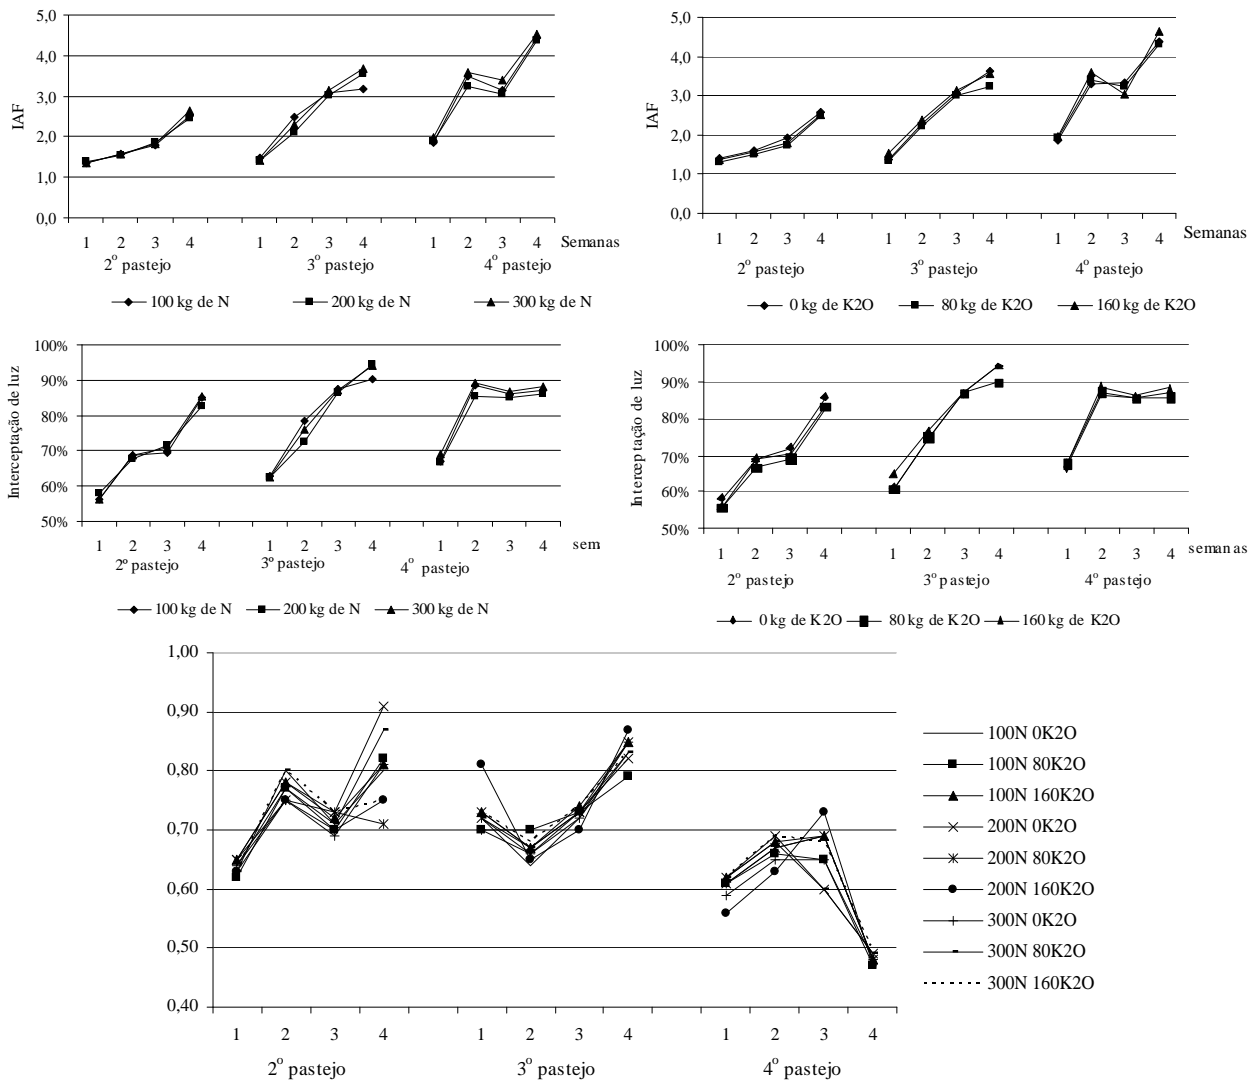 5,0
4,0
3,0
2,0
1,0
0,0
IAF
1 2 3 4 1 2 3 4 1 2 3 4 Semanas
2º pastejo 3º pastejo 4º pastejo
100 kg de N 200 kg de N 300 kg de N
5,0
4,0
3,0
2,0
1,0
0,0
IAF
1 2 3 4 1 2 3 4 1 2 3 4 Semanas
2º pastejo 3º pastejo 4º pastejo
0 kg de K2O 80 kg de K2O 160 kg de K2O
100%
90%
80%
70%
60%
50%
Interceptação de luz
1 2 3 4 1 2 3 4 1 2 3 4 sem
2º pastejo 3º pastejo 4º pastejo
100 kg de N 200 kg de N 300 kg de N
100%
90%
80%
70%
60%
50%
Interceptação de luz
1 2 3 4 1 2 3 4 1 2 3 4 semanas
2º pastejo 3º pastejo 4º pastejo
0 kg de K2O 80 kg de K2O 160 kg de K2O
1,00
0,90
0,80
0,70
0,60
0,50
0,40
1 2 3 4 1 2 3 4 1 2 3 4
2º pastejo 3º pastejo 4º pastejo
100N 0K2O
100N 80K2O
100N 160K2O
200N 0K2O
200N 80K2O
200N 160K2O
300N 0K2O
300N 80K2O
300N 160K2O